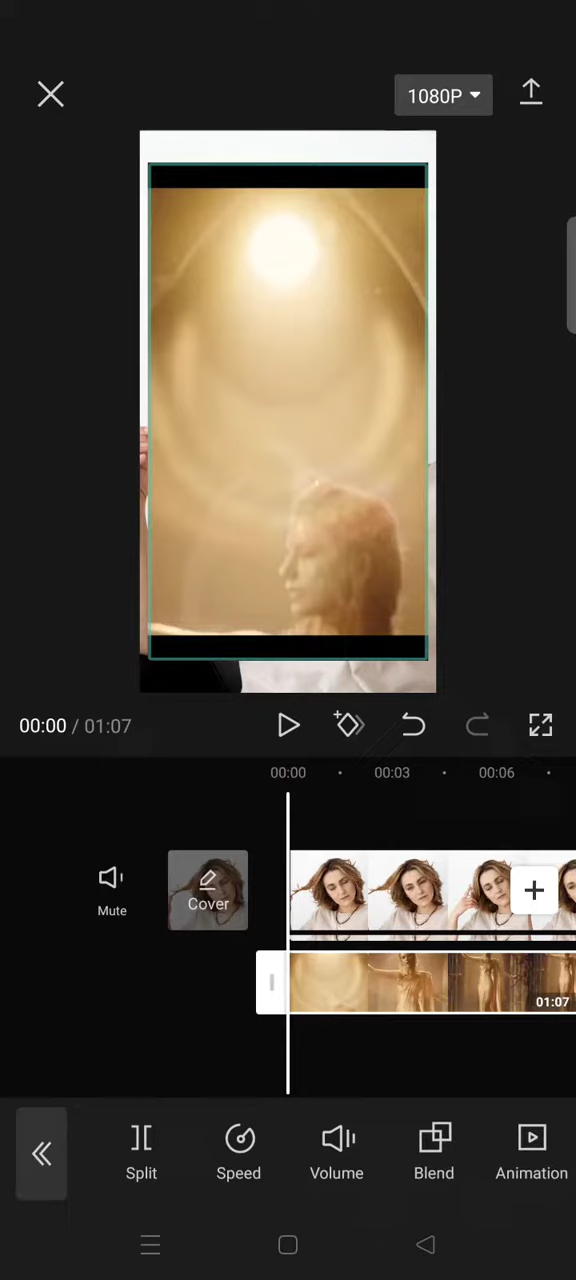 1080P
00:00 / 01:07
00:00
00:03
00:06
Mute
Cover
01:07
Split
Speed
Volume
Blend
Animation